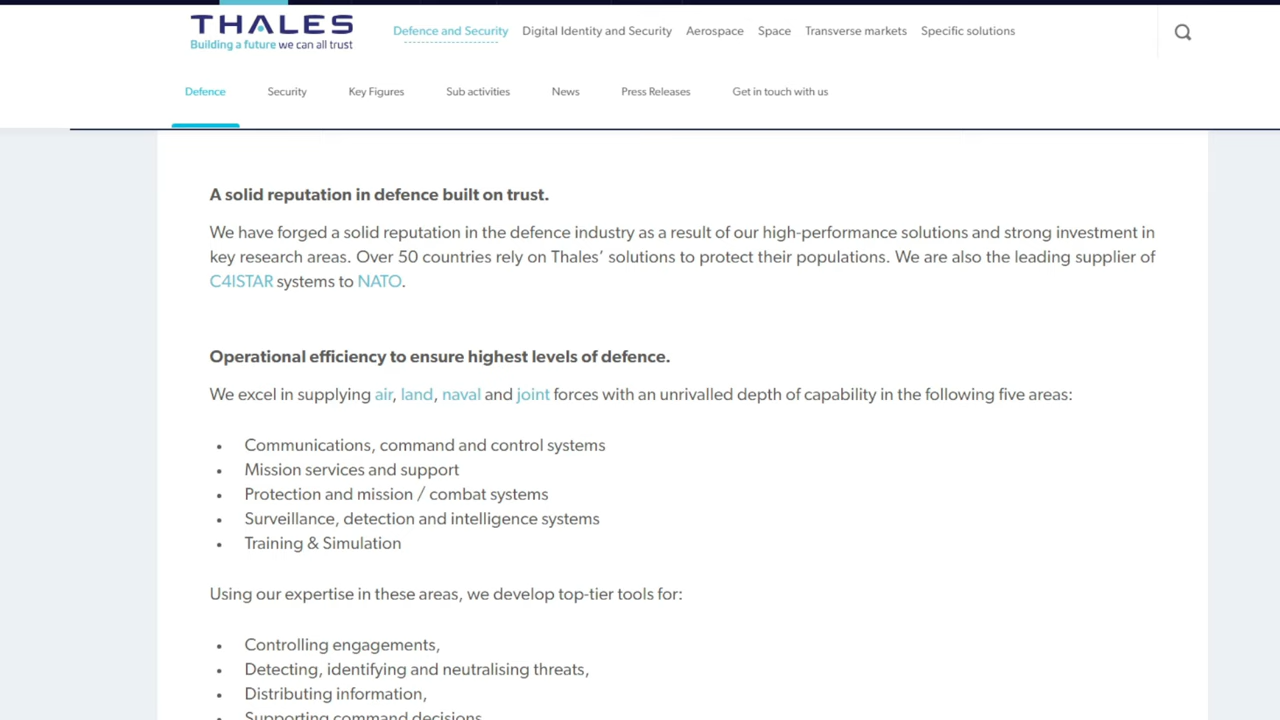 THALES
Building a future we can all trust
Defence and Security Digital Identity and Security Aerospace Space Transverse markets Specific solutions
Defence Security Key Figures Sub activities News Press Releases Get in touch with us
A solid reputation in defence built on trust.
We have forged a solid reputation in the defence industry as a result of our high-performance solutions and strong investment in
key research areas. Over 50 countries rely on Thales’ solutions to protect their populations. We are also the leading supplier of
C4ISTAR systems to NATO.
Operational efficiency to ensure highest levels of defence.
We excel in supplying air, land, naval and joint forces with an unrivalled depth of capability in the following five areas:
• Communications, command and control systems
• Mission services and support
• Protection and mission / combat systems
• Surveillance, detection and intelligence systems
• Training & Simulation
Using our expertise in these areas, we develop top-tier tools for:
• Controlling engagements,
• Detecting, identifying and neutralising threats,
• Distributing information,
• Supporting command decisions